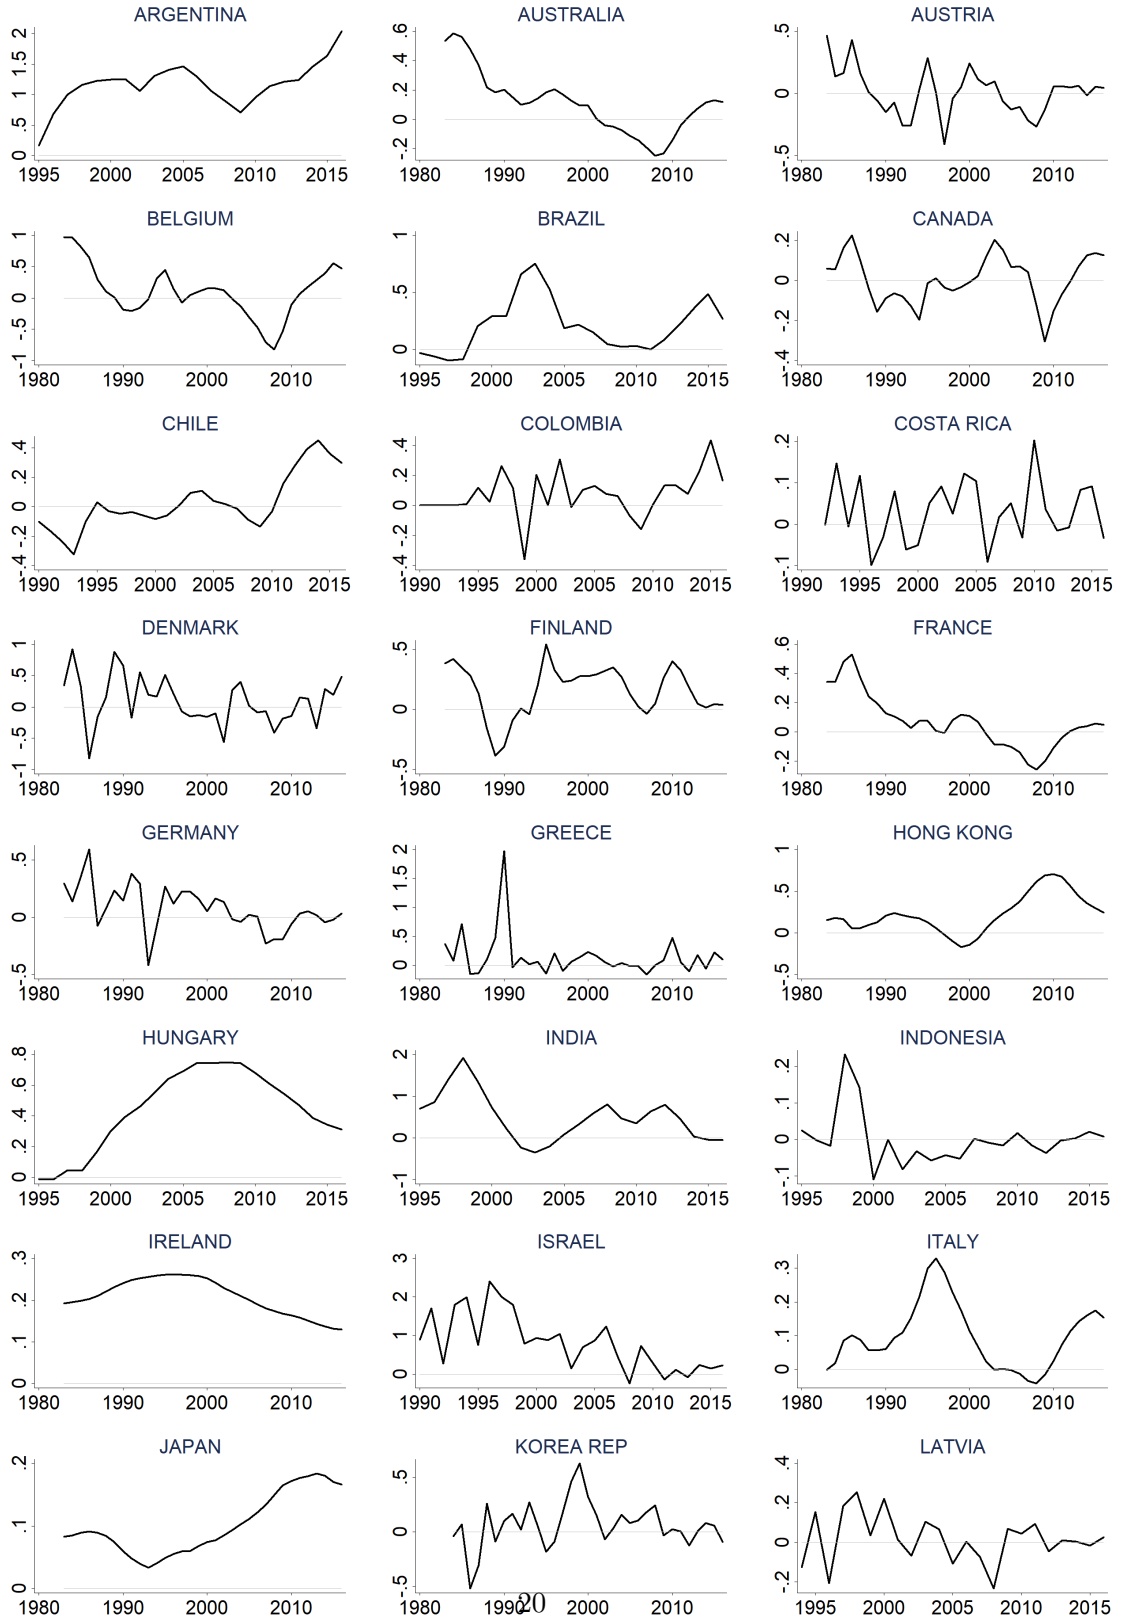 ARGENTINA AUSTRALIA AUSTRIA
0 .5 1 1.5 2
1995 2000 2005 2010 2015
-.2 0 .2 .4 .6
1980 1990 2000 2010
-.5 0 .5
1980 1990 2000 2010
BELGIUM BRAZIL CANADA
-1 -.5 0 .5 1
1980 1990 2000 2010
0 .5 1
1995 2000 2005 2010 2015
-.4 -.2 0 .2
1980 1990 2000 2010
CHILE COLOMBIA COSTA RICA
-.4 -.2 0 .2 .4
1990 1995 2000 2005 2010 2015
-.4 -.2 0 .2 .4
1990 1995 2000 2005 2010 2015
-.1 0 .1 .2
1990 1995 2000 2005 2010 2015
DENMARK FINLAND FRANCE
-1 -.5 0 .5 1
1980 1990 2000 2010
-.5 0 .5
1980 1990 2000 2010
-.2 0 .2 .4 .6
1980 1990 2000 2010
GERMANY GREECE HONG KONG
-.5 0 .5
1980 1990 2000 2010
0 .5 1 1.5 2
1980 1990 2000 2010
-.5 0 .5 1
1980 1990 2000 2010
HUNGARY INDIA INDONESIA
0 .2 .4 .6 .8
1995 2000 2005 2010 2015
-1 0 1 2
1995 2000 2005 2010 2015
-.1 0 .1 .2
1995 2000 2005 2010 2015
IRELAND ISRAEL ITALY
0 .1 .2 .3
1980 1990 2000 2010
0 1 2 3
1990 1995 2000 2005 2010 2015
0 .1 .2 .3
1980 1990 2000 2010
JAPAN KOREA REP LATVIA
0 .1 .2
1980 1990 2000 2010
-.5 0 .5
1980 1990 2000 2010
-.2 0 .2 .4
1995 2000 2005 2010 2015
20